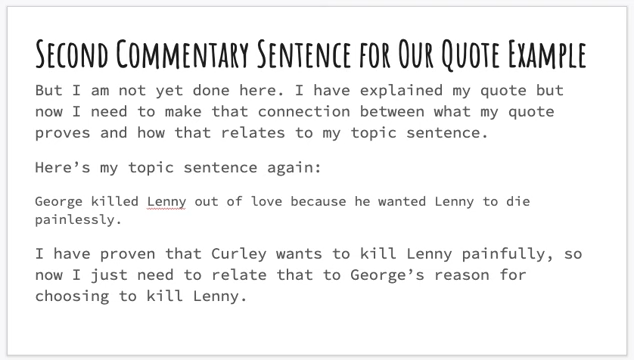 Second Commentary Sentence for Our Quote Example
But I am not yet done here. I have explained my quote but
now I need to make that connection between what my quote
proves and how that relates to my topic sentence.
Here’s my topic sentence again:
George killed Lenny out of love because he wanted Lenny to die
painlessly.
I have proven that Curley wants to kill Lenny painfully, so
now I just need to relate that to George’s reason for
choosing to kill Lenny.